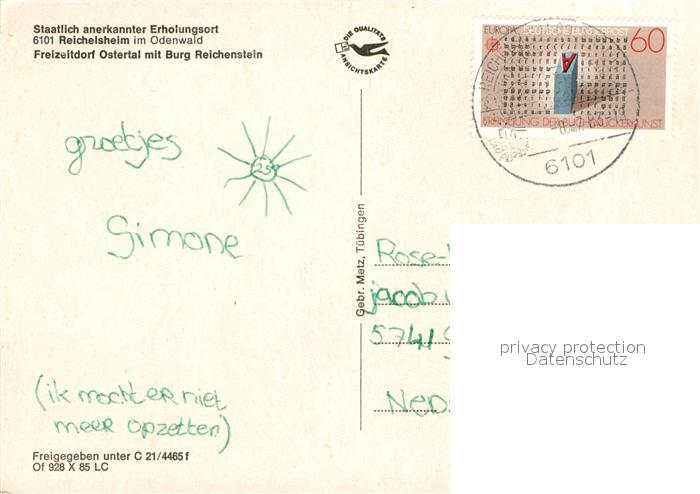 Staatlich anerkannter Erholungsort
6101 Reichelsheim im Odenwald
Freizeitdorf Ostertal mit Burg Reichenstein
DIE QUALITÄTS
ANSICHTSKARTE
EUROPA DEUTSCHE BUNDESPOST 60
ERFINDUNG DER BUCHDRUCKERKUNST
6101
groetjes
25°
Simone
Gebr. Metz, Tübingen
Rose-
jacob
5741
Ned
privacy protection
Datenschutz
(ik mocht er niet
meer opzetten)
Freigegeben unter C 21/4465 f
Of 928 X 85 LC